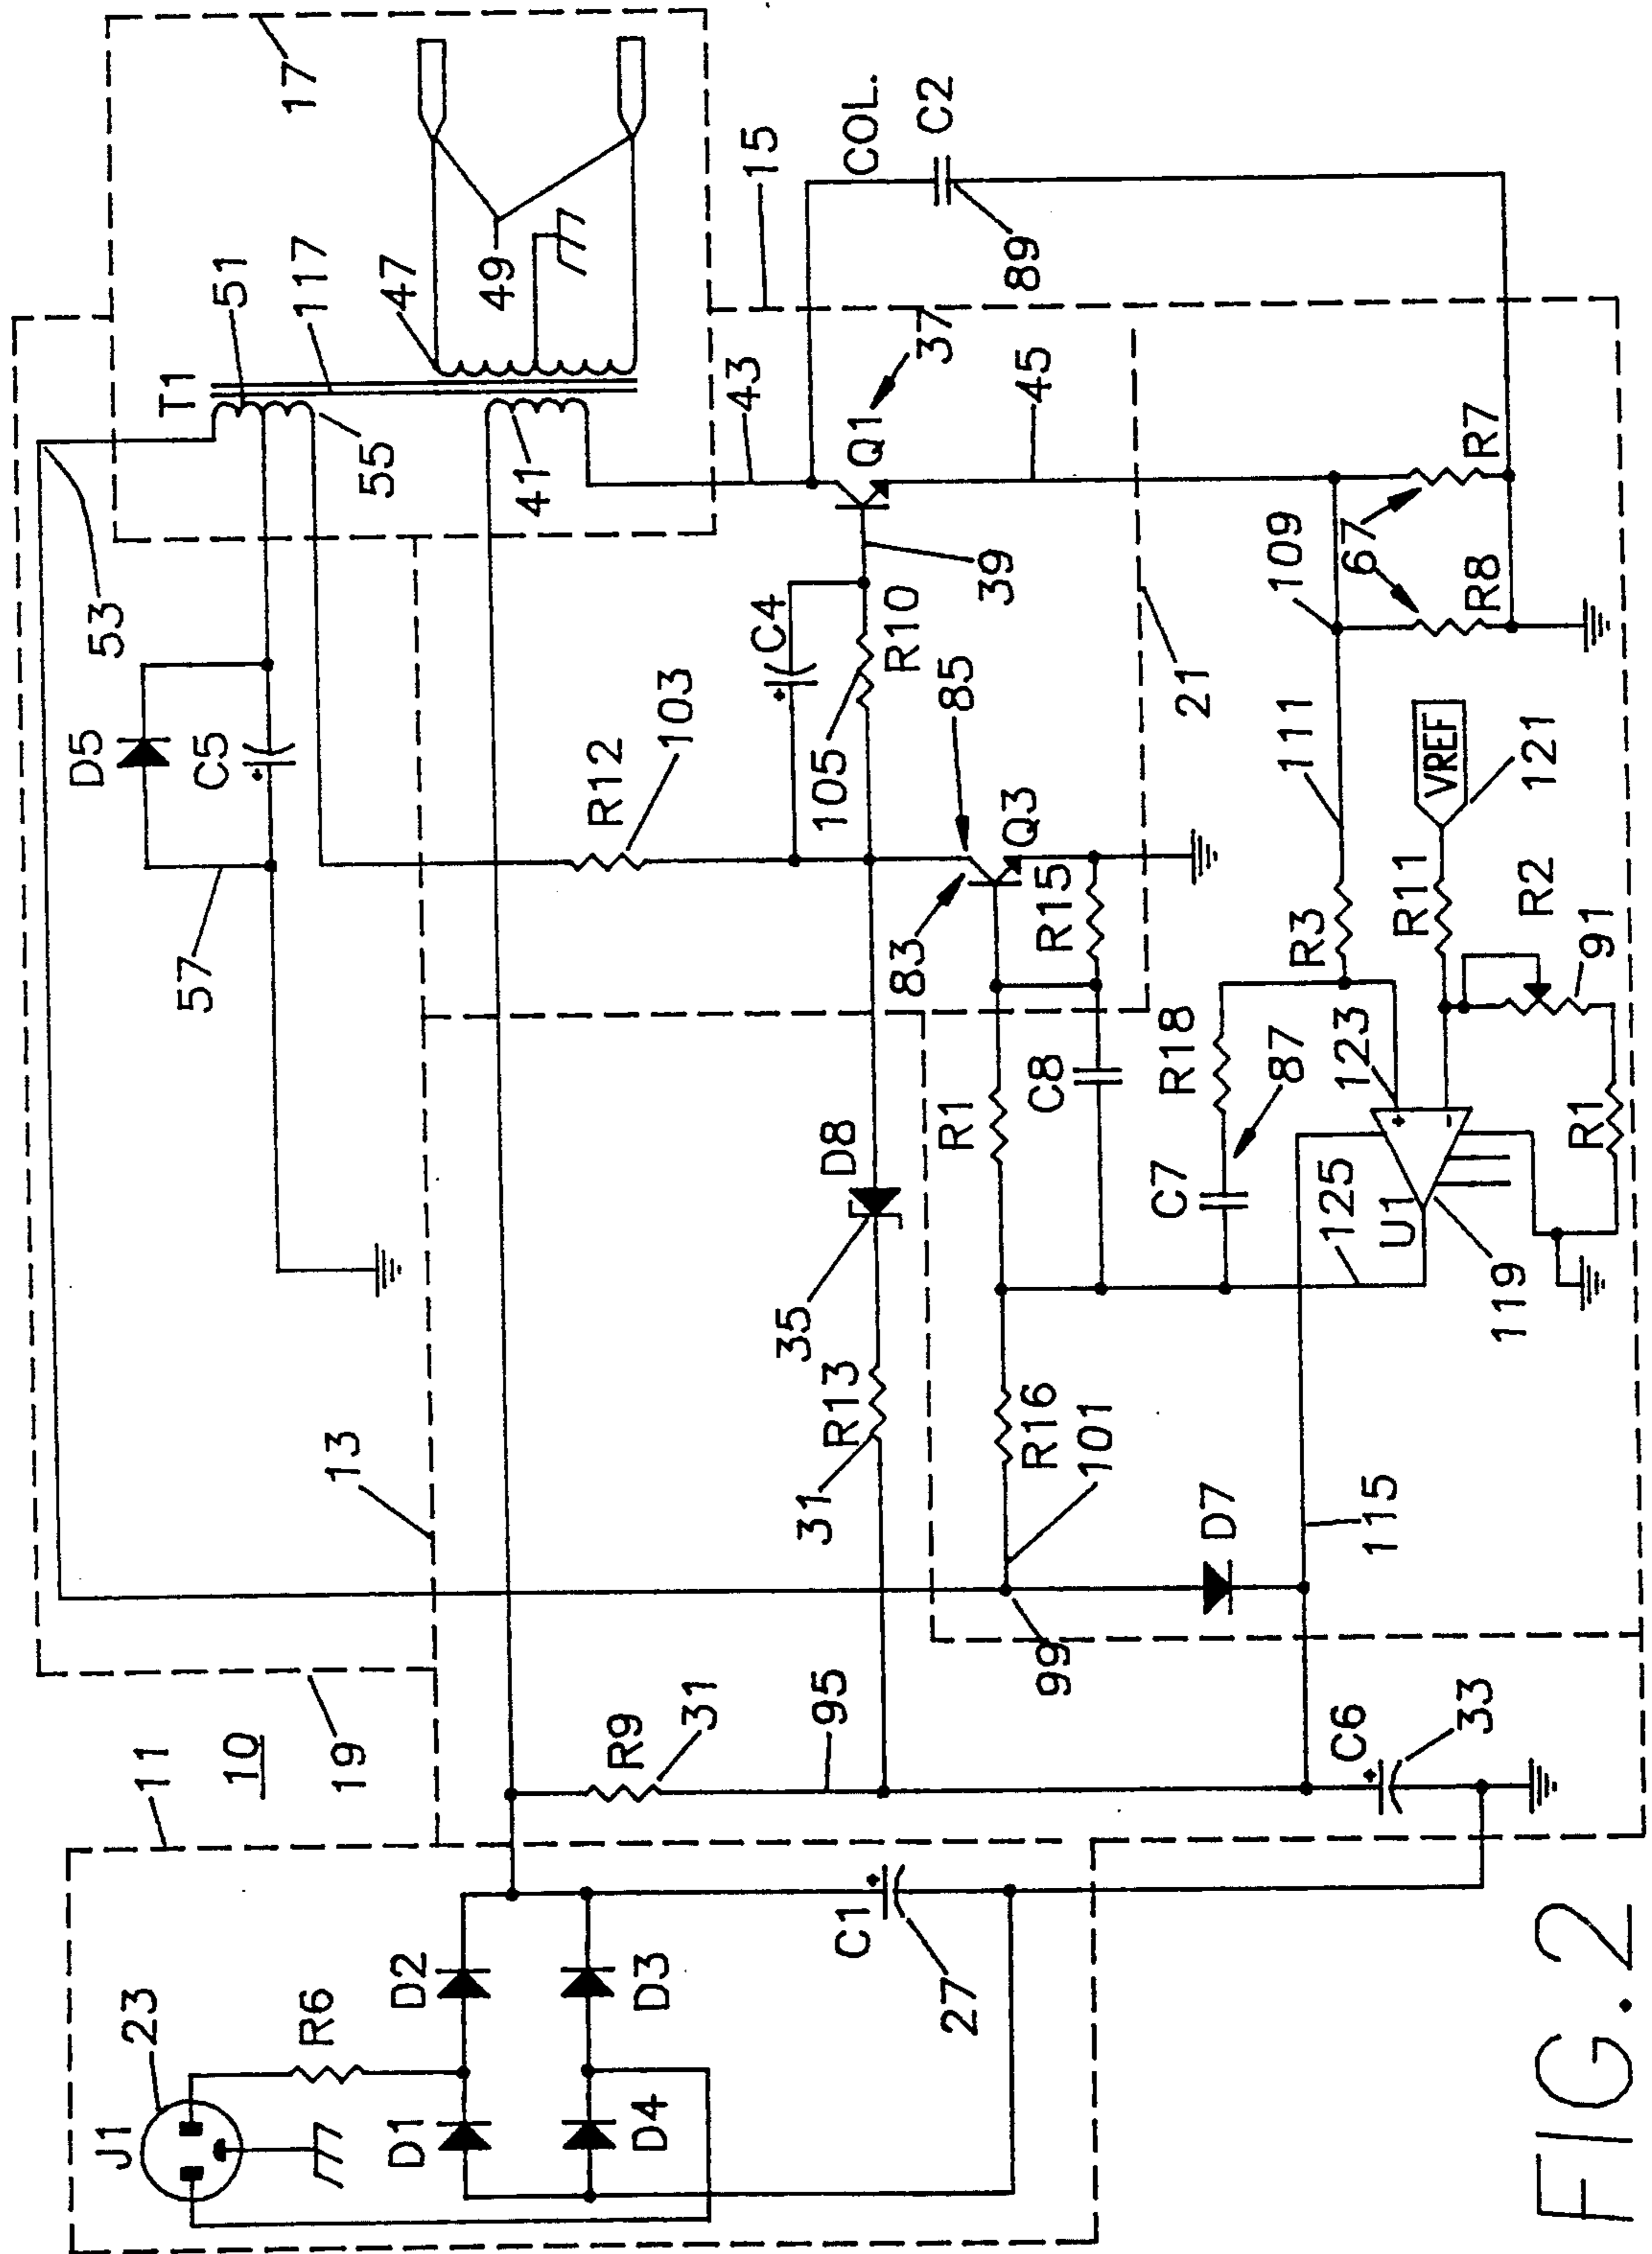 17
T1
51
117
47
49
53
55
41
D5
C5
57
43
15
COL.
C2
89
37
Q1
45
R12
103
C4
39
105
R10
85
83
Q3
R15
21
109
67
R8
R7
111
VREF
121
R3
R11
R2
91
13
D8
35
R13
31
R1
C8
R18
C7
87
123
125
U1
119
R1
R16
101
D7
115
99
11
10
19
R9
31
95
C6
33
J1
23
R6
D2
D1
D3
D4
C1
27
FIG. 2